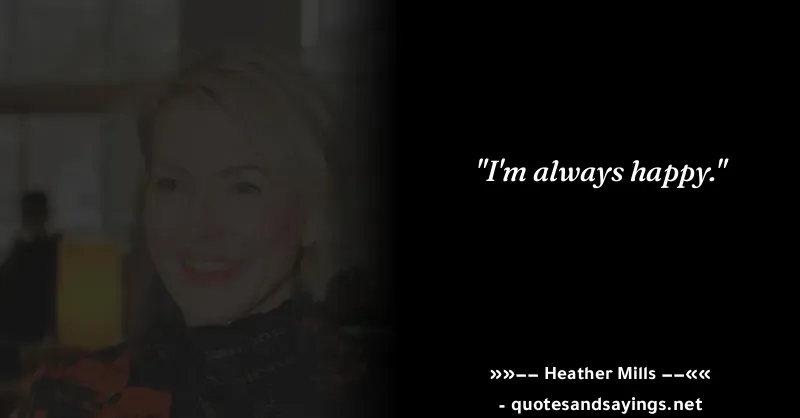 "I'm always happy."
»»−− Heather Mills −−««
- quotesandsayings.net